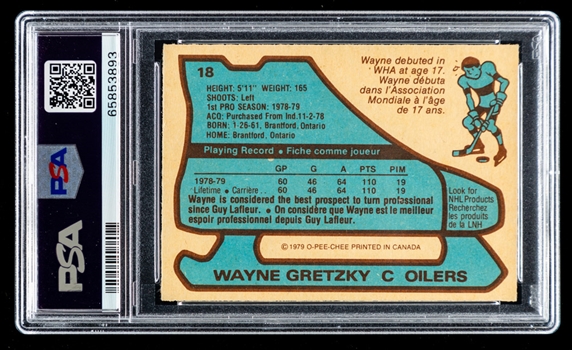 PSA
65853893
PSA
18
HEIGHT: 5'11" WEIGHT: 165
SHOOTS: Left
1st PRO SEASON: 1978-79
ACQ: Purchased From Ind.11-2-78
BORN: 1-26-61, Brantford, Ontario
HOME: Brantford, Ontario
Wayne debuted in
WHA at age 17.
Wayne débuta
dans l'Association
Mondiale à l'âge
de 17 ans.
Playing Record • Fiche comme joueur
GP G A PTS PIM
1978-79 60 46 64 110 19
Lifetime • Carrière.. 60 46 64 110 19
Wayne is considered the best prospect to turn professional
since Guy Lafleur. • On considére que Wayne est le meilleur
espoir professionnel depuis Guy Lafleur.
Look for
NHL Products
Recherchez
les produits
de la LNH
©1979 O-PEE-CHEE PRINTED IN CANADA
WAYNE GRETZKY C OILERS